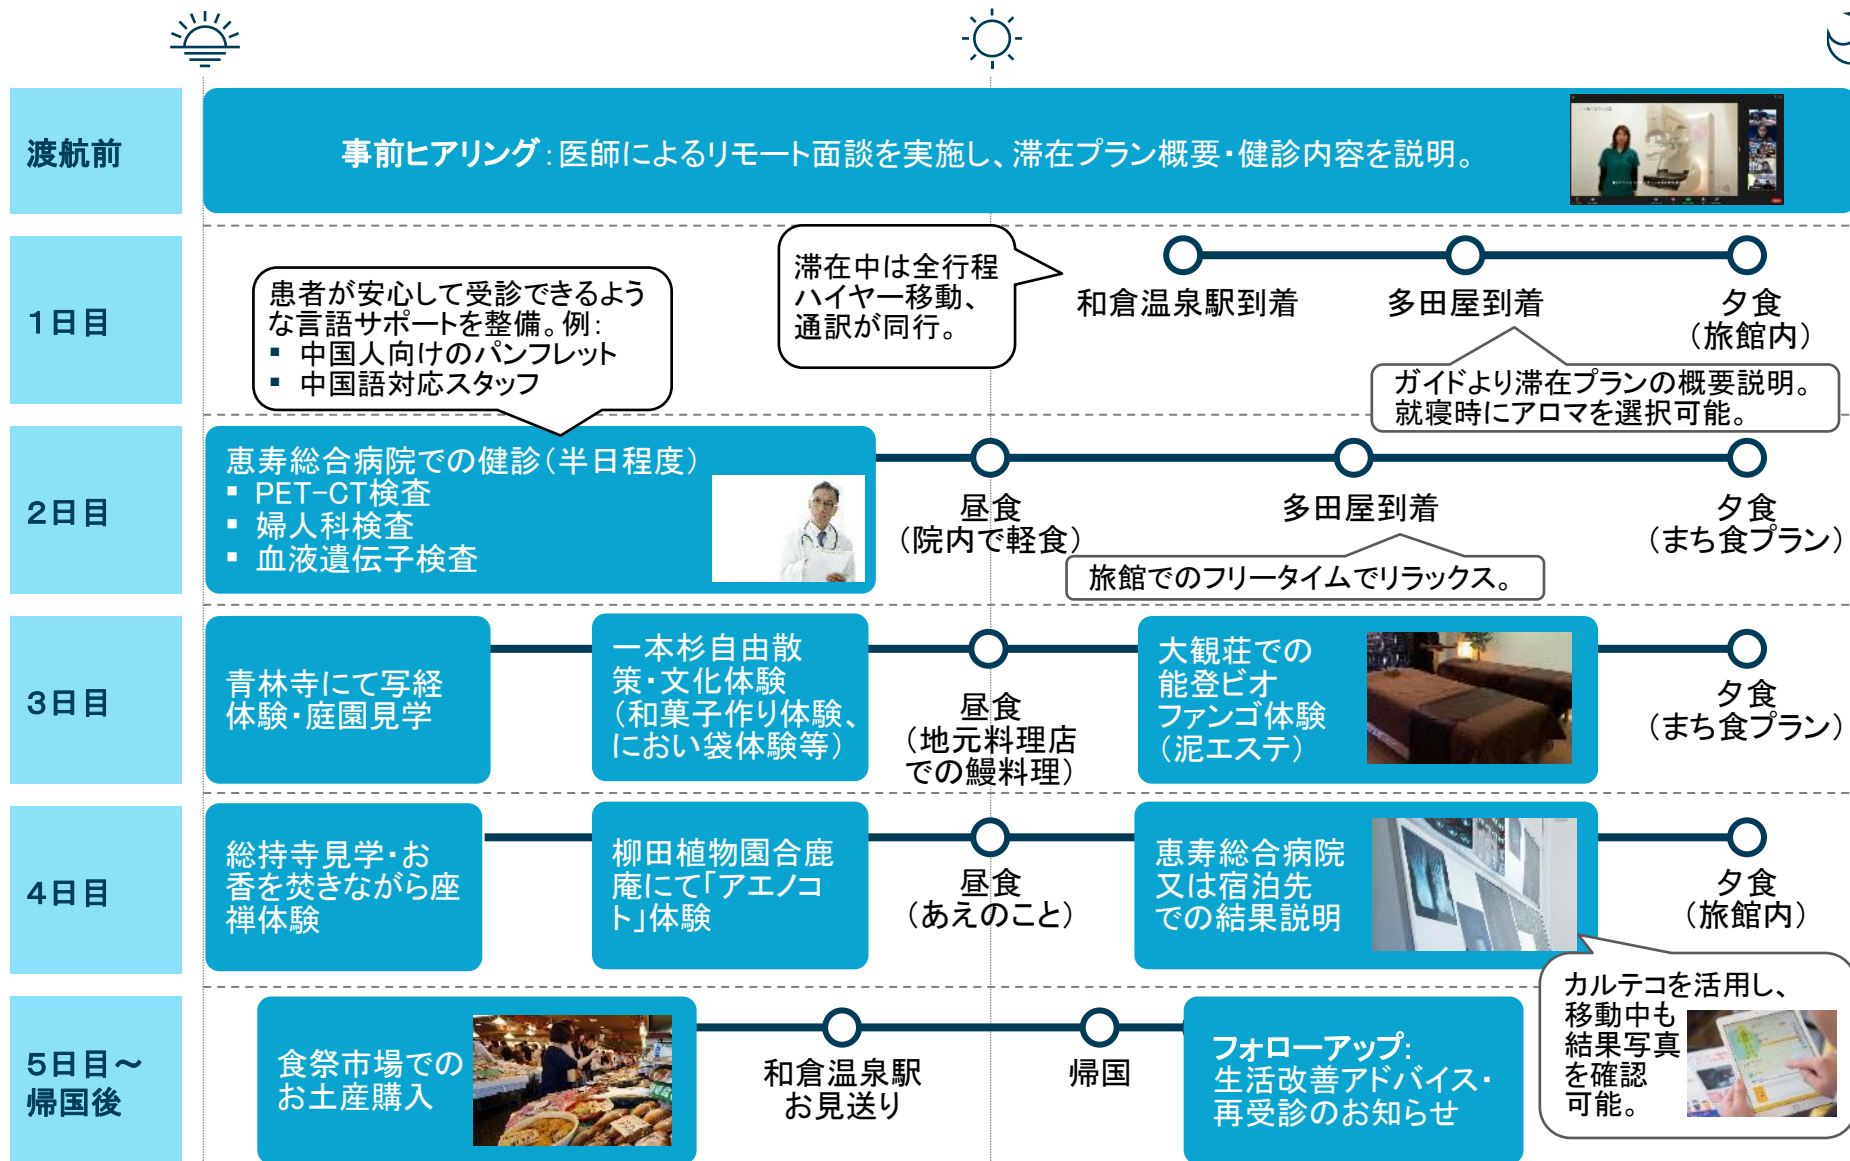 渡航前
事前ヒアリング：医師によるリモート面談を実施し、滞在プラン概要・健診内容を説明。
1日目
患者が安心して受診できるよう
な言語サポートを整備。例：
▪ 中国人向けのパンフレット
▪ 中国語対応スタッフ
滞在中は全行程
ハイヤー移動、
通訳が同行。
和倉温泉駅到着
多田屋到着
夕食
（旅館内）
ガイドより滞在プランの概要説明。
就寝時にアロマを選択可能。
2日目
恵寿総合病院での健診（半日程度）
▪ PET-CT検査
▪ 婦人科検査
▪ 血液遺伝子検査
昼食
（院内で軽食）
多田屋到着
夕食
（まち食プラン）
旅館でのフリータイムでリラックス。
3日目
青林寺にて写経
体験・庭園見学
一本杉自由散
策・文化体験
（和菓子作り体験、
におい袋体験等）
昼食
（地元料理店
での鰻料理）
大観荘での
能登ビオ
ファンゴ体験
（泥エステ）
夕食
（まち食プラン）
4日目
総持寺見学・お
香を焚きながら座
禅体験
柳田植物園合鹿
庵にて「アエノコ
ト」体験
昼食
（あえのこと）
恵寿総合病院
又は宿泊先
での結果説明
夕食
（旅館内）
カルテコを活用し、
移動中も
結果写真
を確認
可能。
5日目～
帰国後
食祭市場での
お土産購入
和倉温泉駅
お見送り
帰国
フォローアップ：
生活改善アドバイス・
再受診のお知らせ